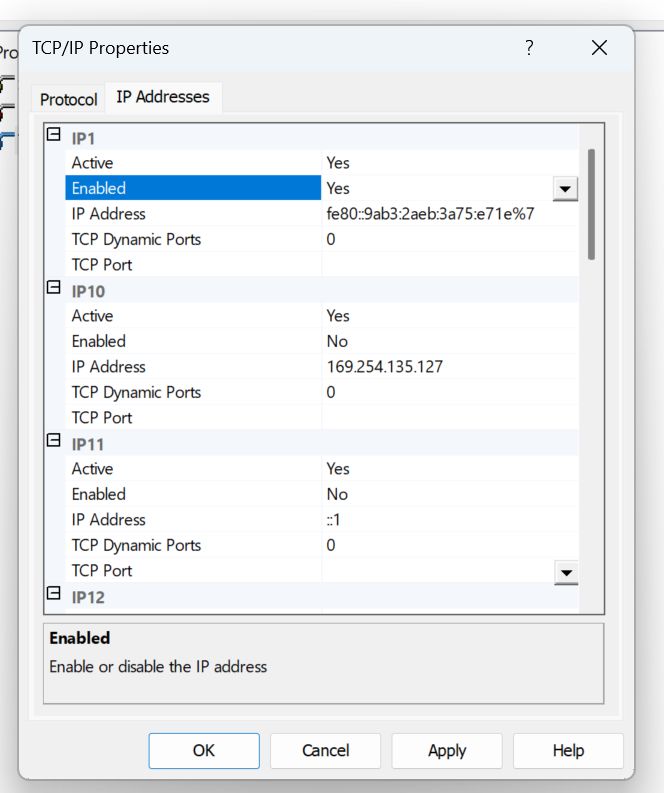 TCP/IP Properties ?
Pro
Protocol IP Addresses
IP1
Active Yes
Enabled Yes
IP Address fe80::9ab3:2aeb:3a75:e71e%7
TCP Dynamic Ports 0
TCP Port
IP10
Active Yes
Enabled No
IP Address 169.254.135.127
TCP Dynamic Ports 0
TCP Port
IP11
Active Yes
Enabled No
IP Address ::1
TCP Dynamic Ports 0
TCP Port
IP12
Enabled
Enable or disable the IP address
OK Cancel Apply Help